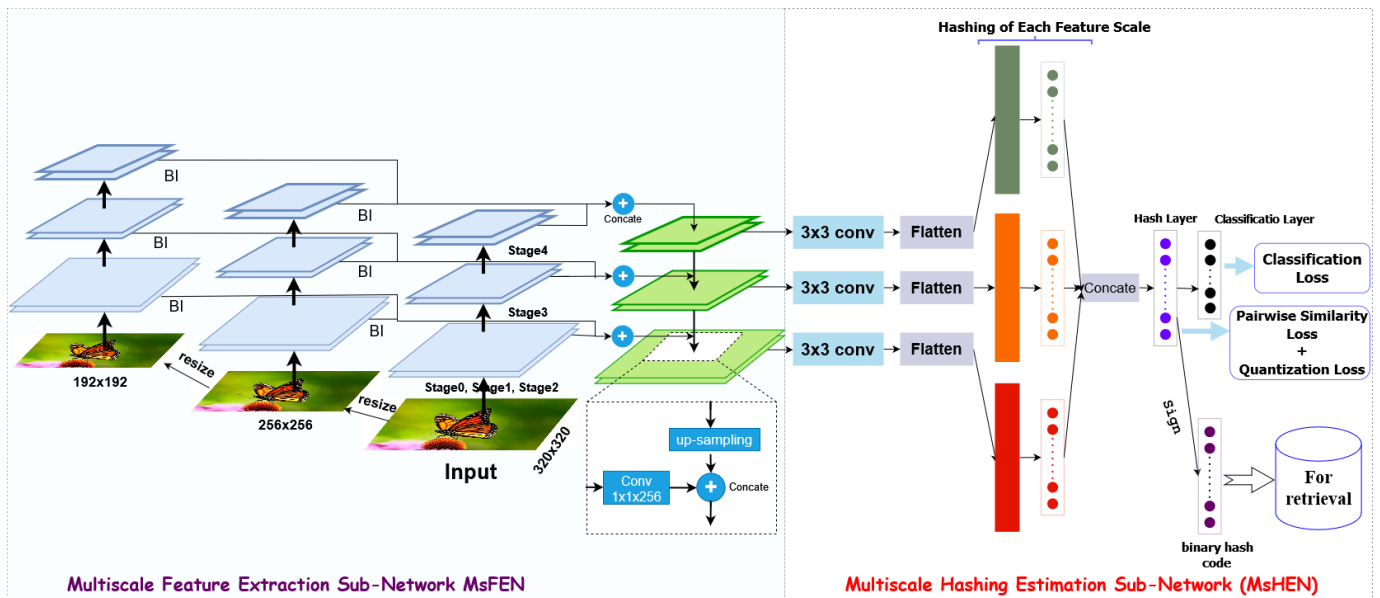 Hashing of Each Feature Scale
BI
BI
BI
BI
BI
BI
Concate
Stage4
Stage3
Stage0, Stage1, Stage2
192x192
resize
256x256
resize
320x320
Input
up-sampling
Conv
1x1x256
Concate
3x3 conv
Flatten
3x3 conv
Flatten
3x3 conv
Flatten
Concate
Hash Layer
Classificatio Layer
Classification
Loss
Pairwise Similarity
Loss
+
Quantization Loss
Sign
binary hash
code
For
retrieval
Multiscale Feature Extraction Sub-Network MsFEN
Multiscale Hashing Estimation Sub-Network (MsHEN)